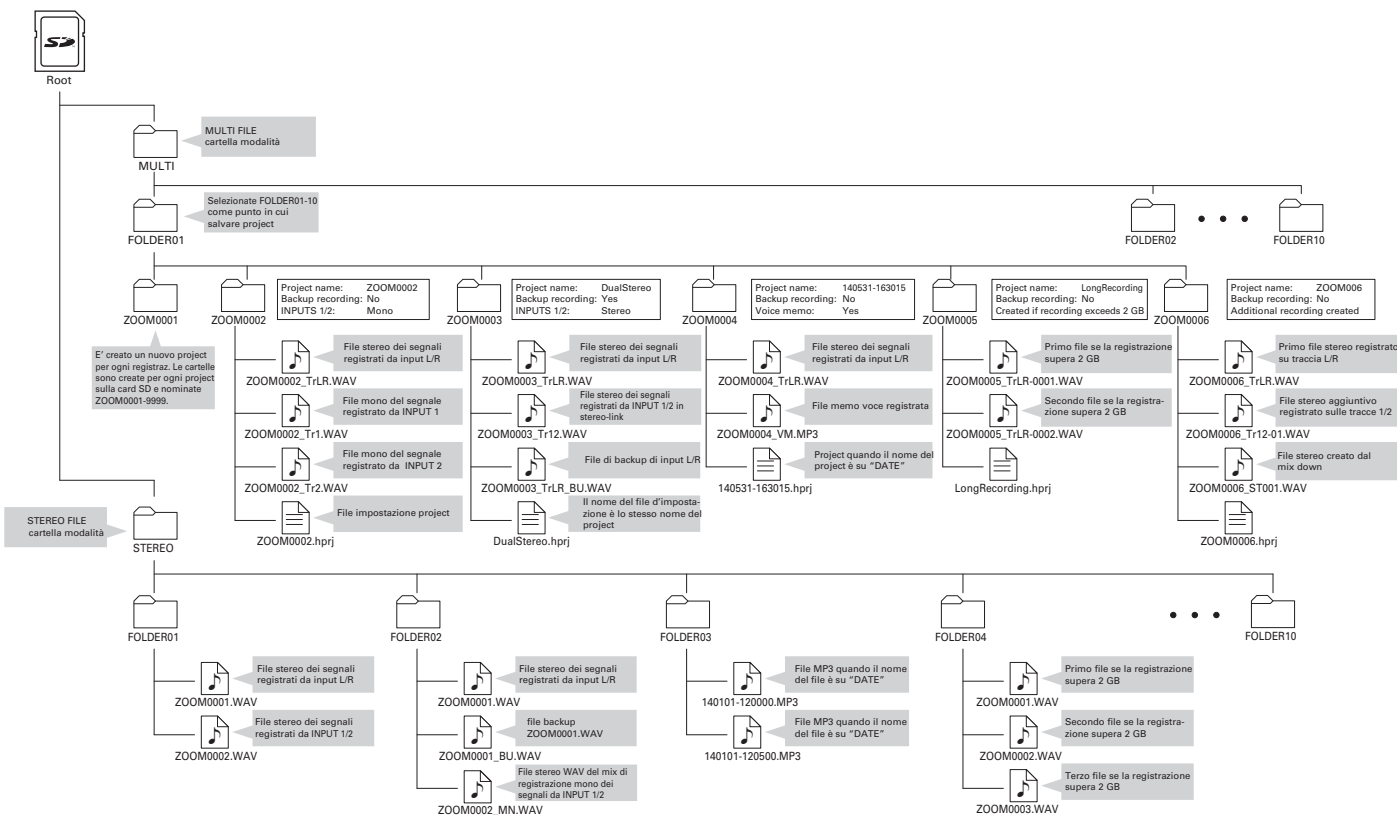 SD
Root
MULTI FILE
cartella modalità
MULTI
Selezionate FOLDER01-10
come punto in cui
salvare project
FOLDER01
FOLDER02
FOLDER10
ZOOM0001
E' creato un nuovo project
per ogni registraz. Le cartelle
sono create per ogni project
sulla card SD e nominate
ZOOM0001-9999.
ZOOM0002
Project name: ZOOM0002
Backup recording: No
INPUTS 1/2: Mono
File stereo dei segnali
registrati da input L/R
ZOOM0002_TrLR.WAV
File mono del segnale
registrato da INPUT 1
ZOOM0002_Tr1.WAV
File mono del segnale
registrato da INPUT 2
ZOOM0002_Tr2.WAV
File impostazione project
ZOOM0002.hprj
ZOOM0003
Project name: DualStereo
Backup recording: Yes
INPUTS 1/2: Stereo
File stereo dei segnali
registrati da input L/R
ZOOM0003_TrLR.WAV
File stereo dei segnali
registrati da INPUT 1/2 in
stereo-link
ZOOM0003_Tr12.WAV
File di backup di input L/R
ZOOM0003_TrLR_BU.WAV
Il nome del file d'imposta-
zione è lo stesso nome del
project
DualStereo.hprj
ZOOM0004
Project name: 140531-163015
Backup recording: No
Voice memo: Yes
File stereo dei segnali
registrati da input L/R
ZOOM0004_TrLR.WAV
File memo voce registrata
ZOOM0004_VM.MP3
Project quando il nome del
project è su “DATE”
140531-163015.hprj
ZOOM0005
Project name: LongRecording
Backup recording: No
Created if recording exceeds 2 GB
Primo file se la registrazione
supera 2 GB
ZOOM0005_TrLR-0001.WAV
Secondo file se la registra-
zione supera 2 GB
ZOOM0005_TrLR-0002.WAV
LongRecording.hprj
ZOOM0006
Project name: ZOOM006
Backup recording: No
Additional recording created
Primo file stereo registrato
su traccia L/R
ZOOM0006_TrLR.WAV
File stereo aggiuntivo
registrato sulle tracce 1/2
ZOOM0006_Tr12-01.WAV
File stereo creato dal
mix down
ZOOM0006_ST001.WAV
ZOOM0006.hprj
STEREO FILE
cartella modalità
STEREO
FOLDER01
File stereo dei segnali
registrati da input L/R
ZOOM0001.WAV
File stereo dei segnali
registrati da INPUT 1/2
ZOOM0002.WAV
FOLDER02
File stereo dei segnali
registrati da input L/R
ZOOM0001.WAV
file backup
ZOOM0001.WAV
ZOOM0001_BU.WAV
File stereo WAV del mix di
registrazione mono dei
segnali da INPUT 1/2
ZOOM0002_MN.WAV
FOLDER03
File MP3 quando il nome
del file è su “DATE”
140101-120000.MP3
File MP3 quando il nome
del file è su “DATE”
140101-120500.MP3
FOLDER04
Primo file se la registrazione
supera 2 GB
ZOOM0001.WAV
Secondo file se la registra-
zione supera 2 GB
ZOOM0002.WAV
Terzo file se la registrazione
supera 2 GB
ZOOM0003.WAV
FOLDER10